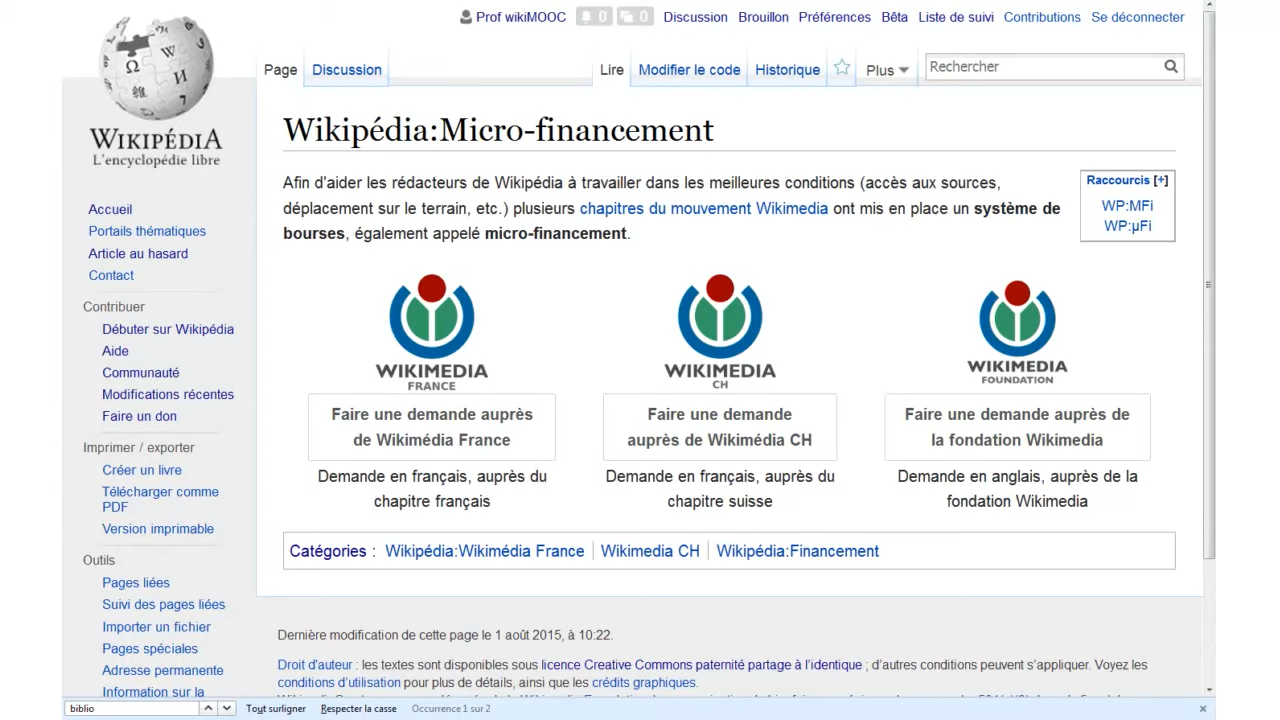 Prof wikiMOOC 0 0 Discussion Brouillon Préférences Bêta Liste de suivi Contributions Se déconnecter
Page Discussion Lire Modifier le code Historique Plus Rechercher
WIKIPÉDIA
L'encyclopédie libre
Accueil
Portails thématiques
Article au hasard
Contact
Contribuer
Débuter sur Wikipédia
Aide
Communauté
Modifications récentes
Faire un don
Imprimer / exporter
Créer un livre
Télécharger comme
PDF
Version imprimable
Outils
Pages liées
Suivi des pages liées
Importer un fichier
Pages spéciales
Adresse permanente
Information sur la
Wikipédia:Micro-financement
Afin d'aider les rédacteurs de Wikipédia à travailler dans les meilleures conditions (accès aux sources,
déplacement sur le terrain, etc.) plusieurs chapitres du mouvement Wikimedia ont mis en place un système de
bourses, également appelé micro-financement.
Raccourcis [+]
WP:MFi
WP:µFi
WIKIMEDIA
FRANCE
Faire une demande auprès
de Wikimédia France
Demande en français, auprès du
chapitre français
WIKIMEDIA
CH
Faire une demande
auprès de Wikimédia CH
Demande en français, auprès du
chapitre suisse
WIKIMEDIA
FOUNDATION
Faire une demande auprès de
la fondation Wikimedia
Demande en anglais, auprès de la
fondation Wikimedia
Catégories : Wikipédia:Wikimédia France Wikimedia CH Wikipédia:Financement
Dernière modification de cette page le 1 août 2015, à 10:22.
Droit d'auteur : les textes sont disponibles sous licence Creative Commons paternité partage à l'identique ; d'autres conditions peuvent s'appliquer. Voyez les
conditions d'utilisation pour plus de détails, ainsi que les crédits graphiques.
biblio Tout surligner Respecter la casse Occurrence 1 sur 2